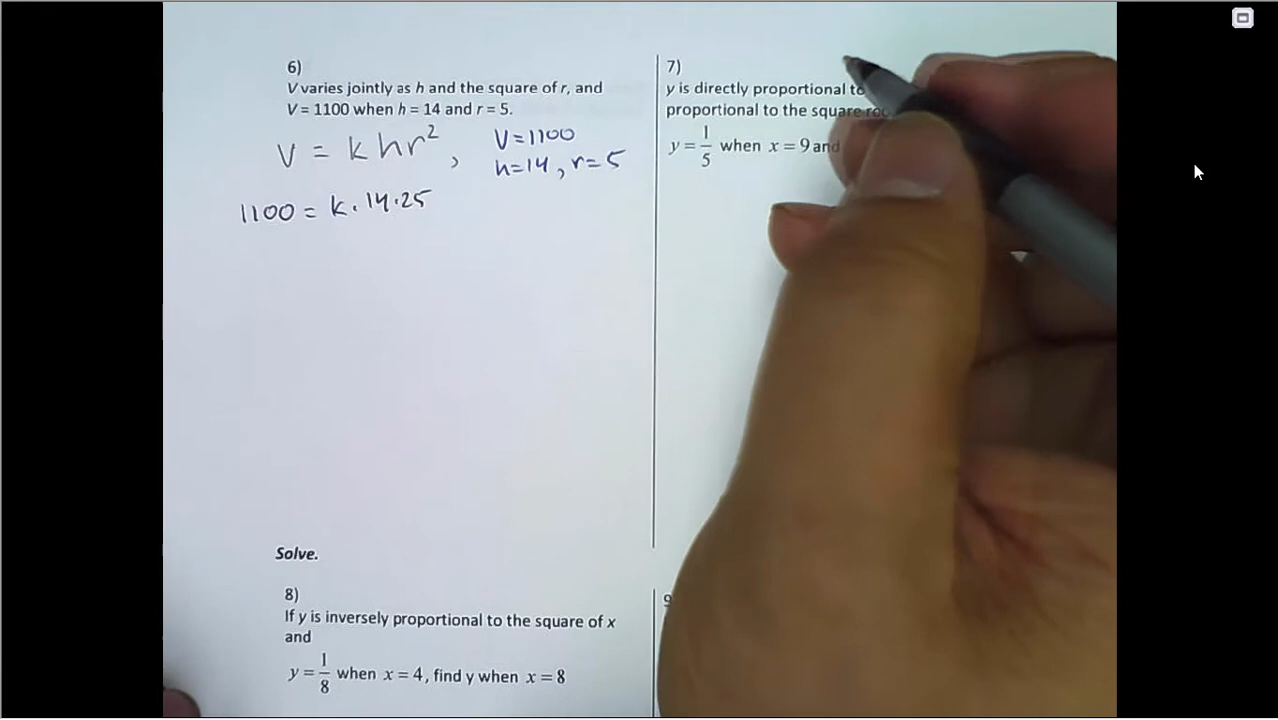 6)
V varies jointly as h and the square of r, and
V = 1100 when h = 14 and r = 5.
V = k h r² , V = 1100
h = 14 , r = 5
1100 = k · 14 · 25
7)
y is directly proportional to
proportional to the square
y = 1/5 when x = 9 and
Solve.
8)
If y is inversely proportional to the square of x
and
y = 1/8 when x = 4, find y when x = 8